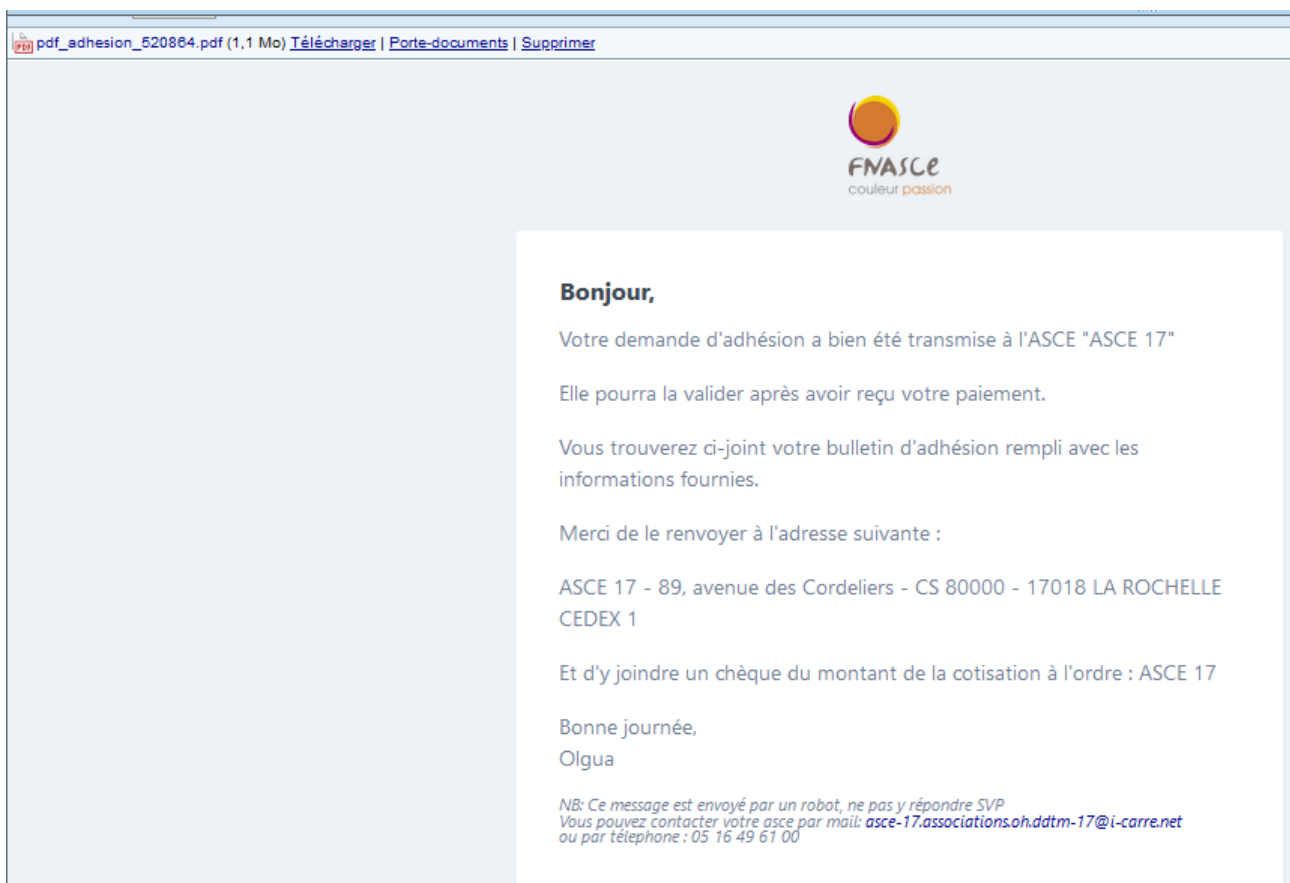 pdf_adhesion_520864.pdf (1,1 Mo) Télécharger | Porte-documents | Supprimer
FNASCE
couleur passion
Bonjour,
Votre demande d'adhésion a bien été transmise à l'ASCE "ASCE 17"
Elle pourra la valider après avoir reçu votre paiement.
Vous trouverez ci-joint votre bulletin d'adhésion rempli avec les
informations fournies.
Merci de le renvoyer à l'adresse suivante :
ASCE 17 - 89, avenue des Cordeliers - CS 80000 - 17018 LA ROCHELLE
CEDEX 1
Et d'y joindre un chèque du montant de la cotisation à l'ordre : ASCE 17
Bonne journée,
Olgua
NB: Ce message est envoyé par un robot, ne pas y répondre SVP
Vous pouvez contacter votre asce par mail: asce-17.associations.oh.ddtm-17@i-carre.net
ou par télephone : 05 16 49 61 00